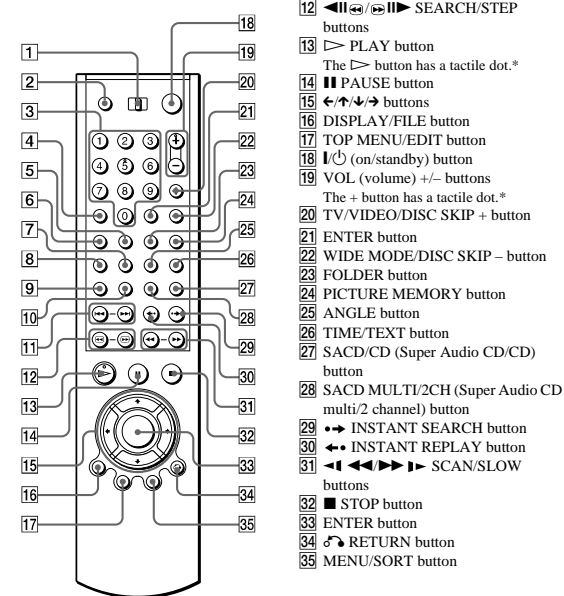 18
1
19
2
20
3
21
4
22
5
23
6
24
7
25
8
26
9
27
10
28
11
29
12
30
13
31
14
32
15
33
16
34
17
35
1 2 3 +
4 5 6 −
7 8 9
0
12 ◀II/II▶ SEARCH/STEP
buttons
13 ▷ PLAY button
The ▷ button has a tactile dot.*
14 II PAUSE button
15 ←/↑/↓/→ buttons
16 DISPLAY/FILE button
17 TOP MENU/EDIT button
18 I/⏻ (on/standby) button
19 VOL (volume) +/– buttons
The + button has a tactile dot.*
20 TV/VIDEO/DISC SKIP + button
21 ENTER button
22 WIDE MODE/DISC SKIP – button
23 FOLDER button
24 PICTURE MEMORY button
25 ANGLE button
26 TIME/TEXT button
27 SACD/CD (Super Audio CD/CD)
button
28 SACD MULTI/2CH (Super Audio CD
multi/2 channel) button
29 •→ INSTANT SEARCH button
30 ←• INSTANT REPLAY button
31 ◀I ◀◀/▶▶ I▶ SCAN/SLOW
buttons
32 ■ STOP button
33 ENTER button
34 RETURN button
35 MENU/SORT button